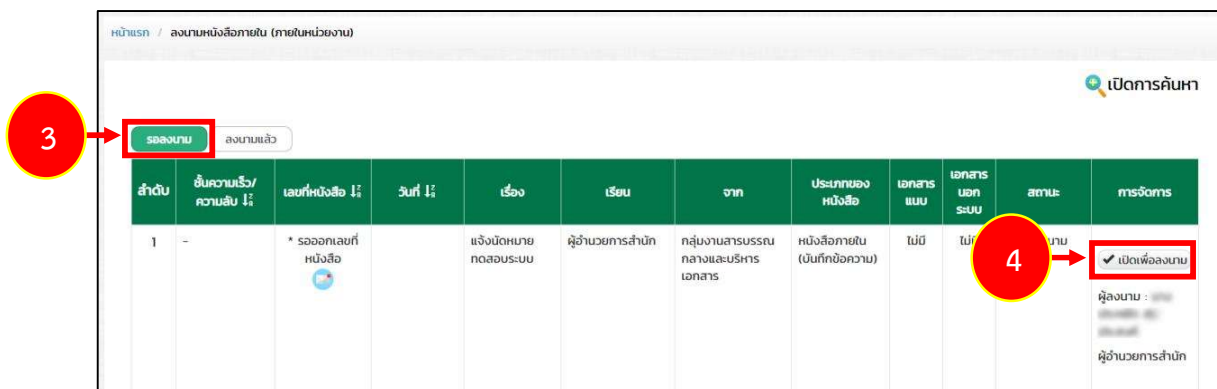 หน้าแรก / ลงนามหนังสือภายใน (ภายในหน่วยงาน)
เปิดการค้นหา
3
รอลงนาม ลงนามแล้ว
ลำดับ
ชั้นความเร็ว/
ความลับ
เลขที่หนังสือ
วันที่
เรื่อง
เรียน
จาก
ประเภทของ
หนังสือ
เอกสาร
แนบ
เอกสาร
นอก
ระบบ
สถานะ
การจัดการ
1
-
* รอออกเลขที่
หนังสือ
แจ้งนัดหมาย
ทดสอบระบบ
ผู้อำนวยการสำนัก
กลุ่มงานสารบรรณ
กลางและบริหาร
เอกสาร
หนังสือภายใน
(บันทึกข้อความ)
ไม่มี
4
เปิดเพื่อลงนาม
ผู้ลงนาม :
ผู้อำนวยการสำนัก